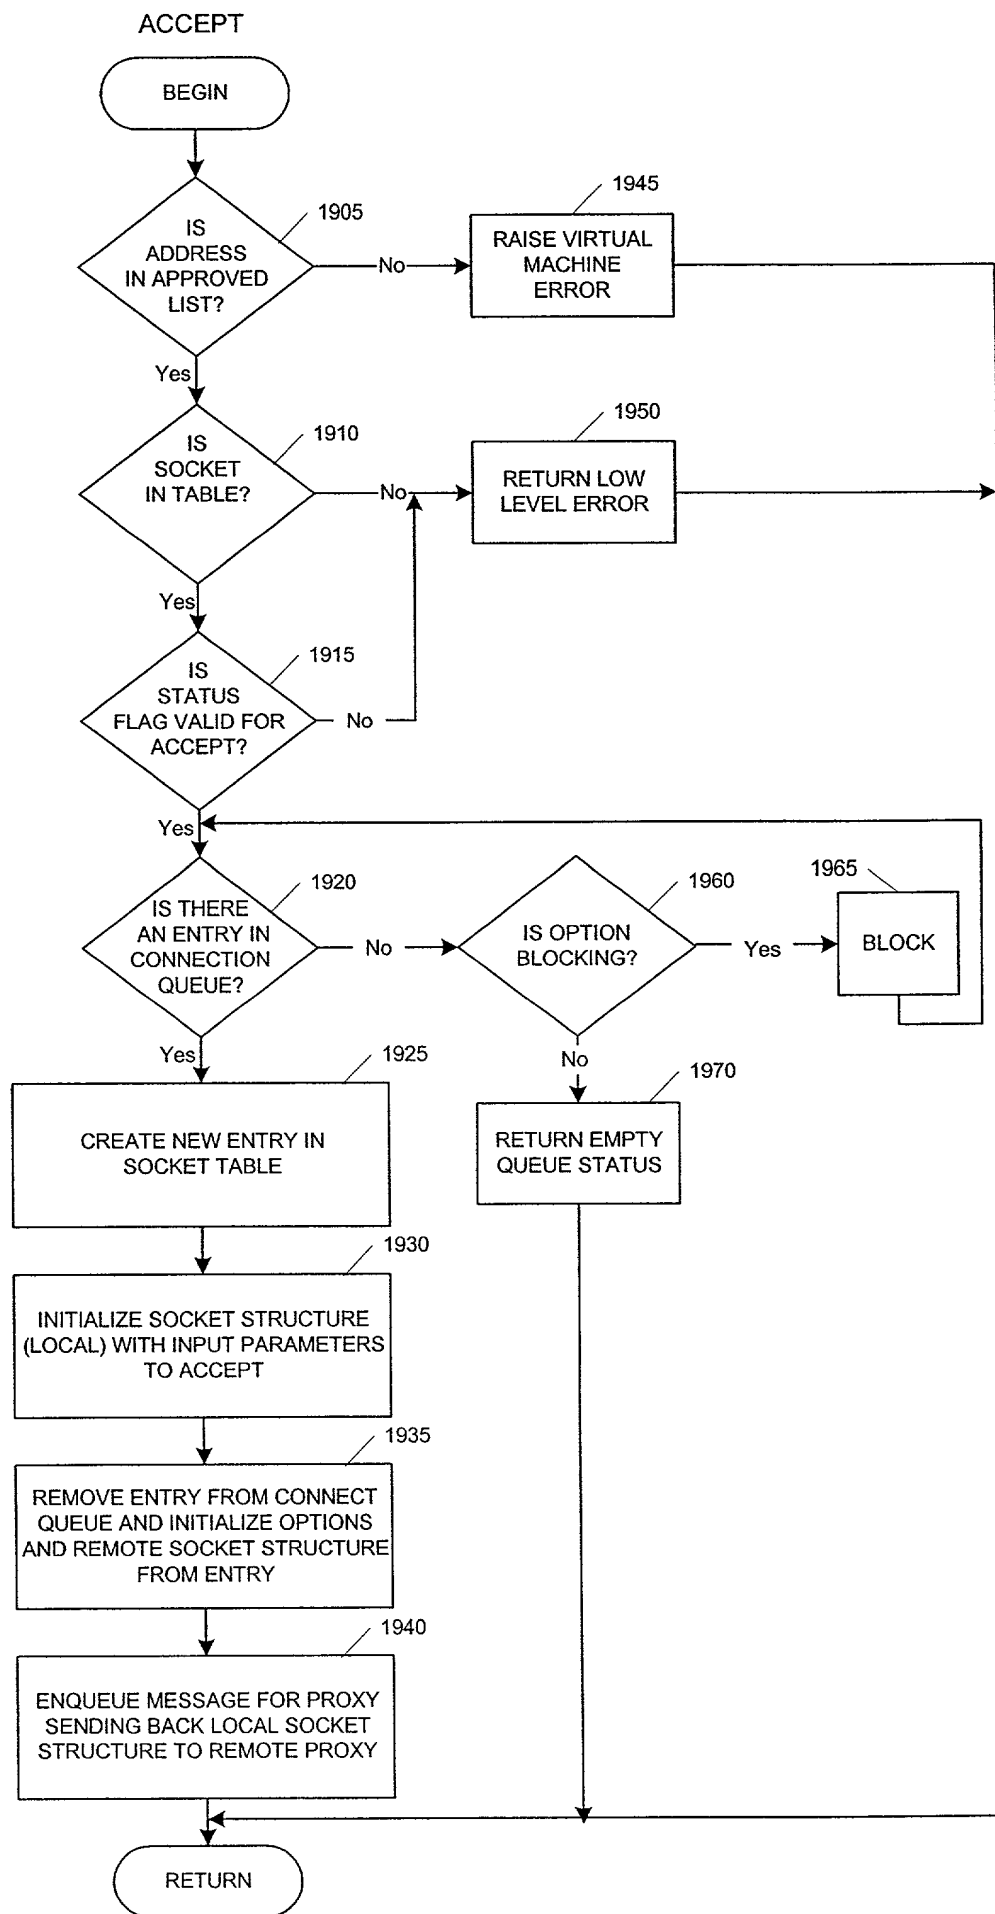 ACCEPT
BEGIN
IS
ADDRESS
IN APPROVED
LIST?
1905
No
1945
RAISE VIRTUAL
MACHINE
ERROR
Yes
IS
SOCKET
IN TABLE?
1910
No
1950
RETURN LOW
LEVEL ERROR
Yes
IS
STATUS
FLAG VALID FOR
ACCEPT?
1915
No
Yes
IS THERE
AN ENTRY IN
CONNECTION
QUEUE?
1920
No
IS OPTION
BLOCKING?
1960
Yes
1965
BLOCK
Yes
No
1925
CREATE NEW ENTRY IN
SOCKET TABLE
1970
RETURN EMPTY
QUEUE STATUS
1930
INITIALIZE SOCKET STRUCTURE
(LOCAL) WITH INPUT PARAMETERS
TO ACCEPT
1935
REMOVE ENTRY FROM CONNECT
QUEUE AND INITIALIZE OPTIONS
AND REMOTE SOCKET STRUCTURE
FROM ENTRY
1940
ENQUEUE MESSAGE FOR PROXY
SENDING BACK LOCAL SOCKET
STRUCTURE TO REMOTE PROXY
RETURN